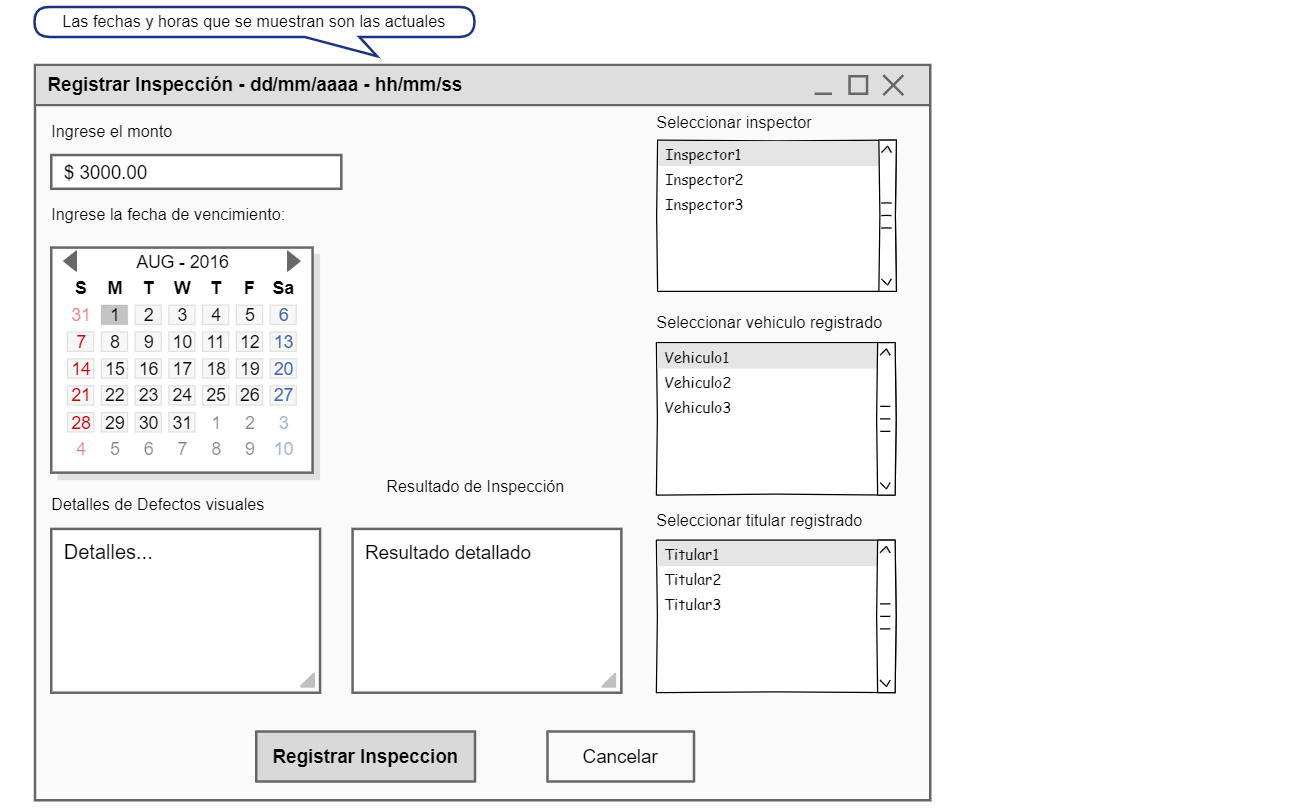 Las fechas y horas que se muestran son las actuales
Registrar Inspección - dd/mm/aaaa - hh/mm/ss
Ingrese el monto
$ 3000.00
Ingrese la fecha de vencimiento:
AUG - 2016
S M T W T F Sa
31 1 2 3 4 5 6
7 8 9 10 11 12 13
14 15 16 17 18 19 20
21 22 23 24 25 26 27
28 29 30 31 1 2 3
4 5 6 7 8 9 10
Detalles de Defectos visuales
Detalles...
Resultado de Inspección
Resultado detallado
Seleccionar inspector
Inspector1
Inspector2
Inspector3
Seleccionar vehiculo registrado
Vehiculo1
Vehiculo2
Vehiculo3
Seleccionar titular registrado
Titular1
Titular2
Titular3
Registrar Inspeccion
Cancelar